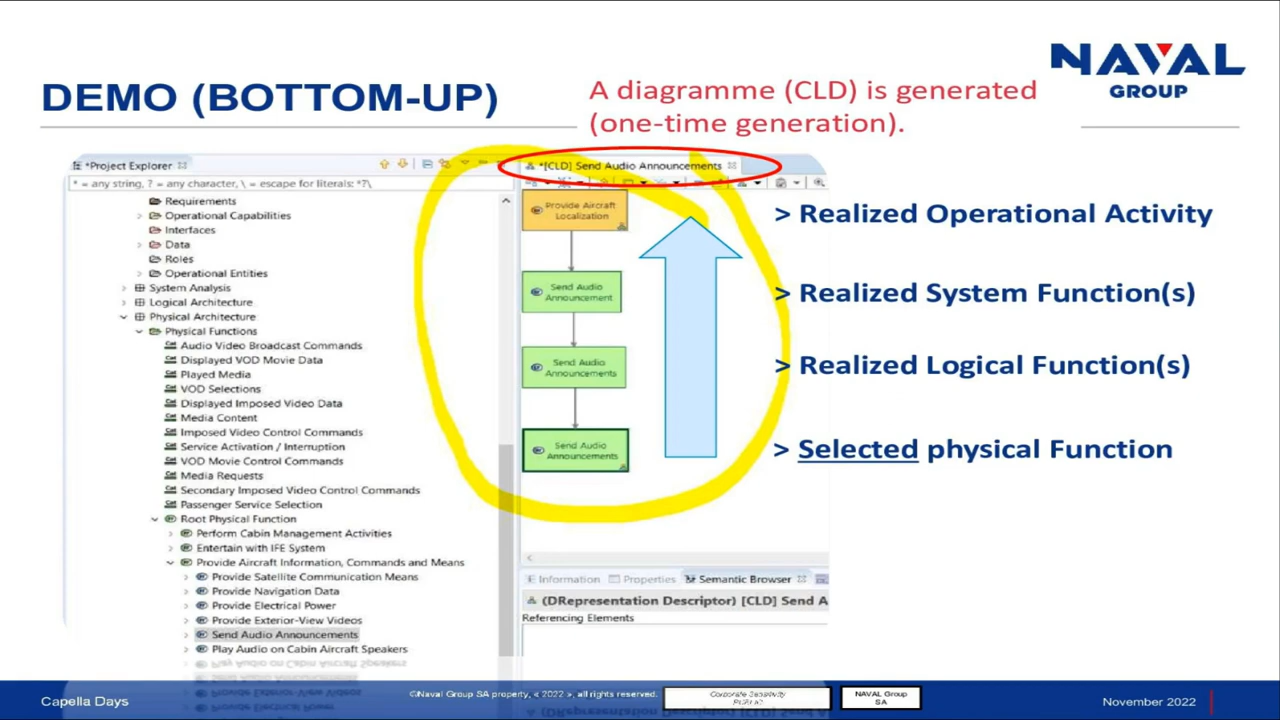 NAVAL
GROUP
DEMO (BOTTOM-UP)
A diagramme (CLD) is generated
(one-time generation).
*Project Explorer
* = any string, ? = any character, \ = escape for literals: *?\
Requirements
Operational Capabilities
Interfaces
Data
Roles
Operational Entities
System Analysis
Logical Architecture
Physical Architecture
Physical Functions
Audio Video Broadcast Commands
Displayed VOD Movie Data
Played Media
VOD Selections
Displayed Imposed Video Data
Media Content
Imposed Video Control Commands
Service Activation / Interruption
VOD Movie Control Commands
Media Requests
Secondary Imposed Video Control Commands
Passenger Service Selection
Root Physical Function
Perform Cabin Management Activities
Entertain with IFE System
Provide Aircraft Information, Commands and Means
Provide Satellite Communication Means
Provide Navigation Data
Provide Electrical Power
Provide Exterior-View Videos
Send Audio Announcements
Play Audio on Cabin Aircraft Speakers
*[CLD] Send Audio Announcements
Provide Aircraft
Localization
Send Audio
Announcement
Send Audio
Announcements
Send Audio
Announcements
> Realized Operational Activity
> Realized System Function(s)
> Realized Logical Function(s)
> Selected physical Function
Information
Properties
Semantic Browser
(DRepresentation Descriptor) [CLD] Send A
Referencing Elements
Capella Days
©Naval Group SA property, « 2022 », all rights reserved.
Corporate Sensitivity
NAVAL Group
SA
November 2022